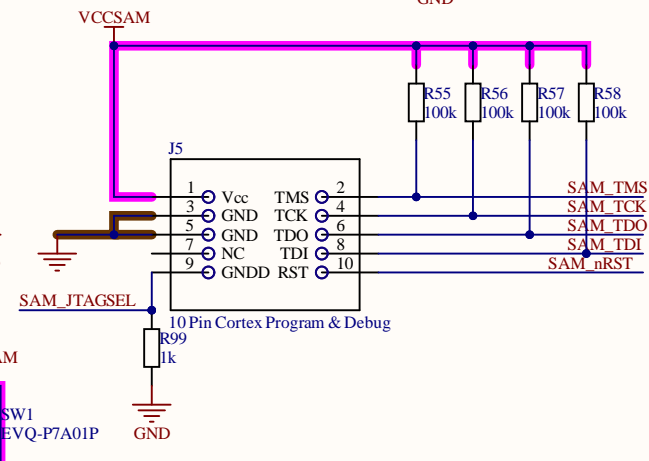 GND
VCCSAM
R55 R56 R57 R58
100k 100k 100k 100k
J5
1 Vcc TMS 2 SAM_TMS
3 GND TCK 4 SAM_TCK
5 GND TDO 6 SAM_TDO
7 NC TDI 8 SAM_TDI
9 GNDD RST 10 SAM_nRST
SAM_JTAGSEL
10 Pin Cortex Program & Debug
R99
1k
AM
SW1
EVQ-P7A01P
GND